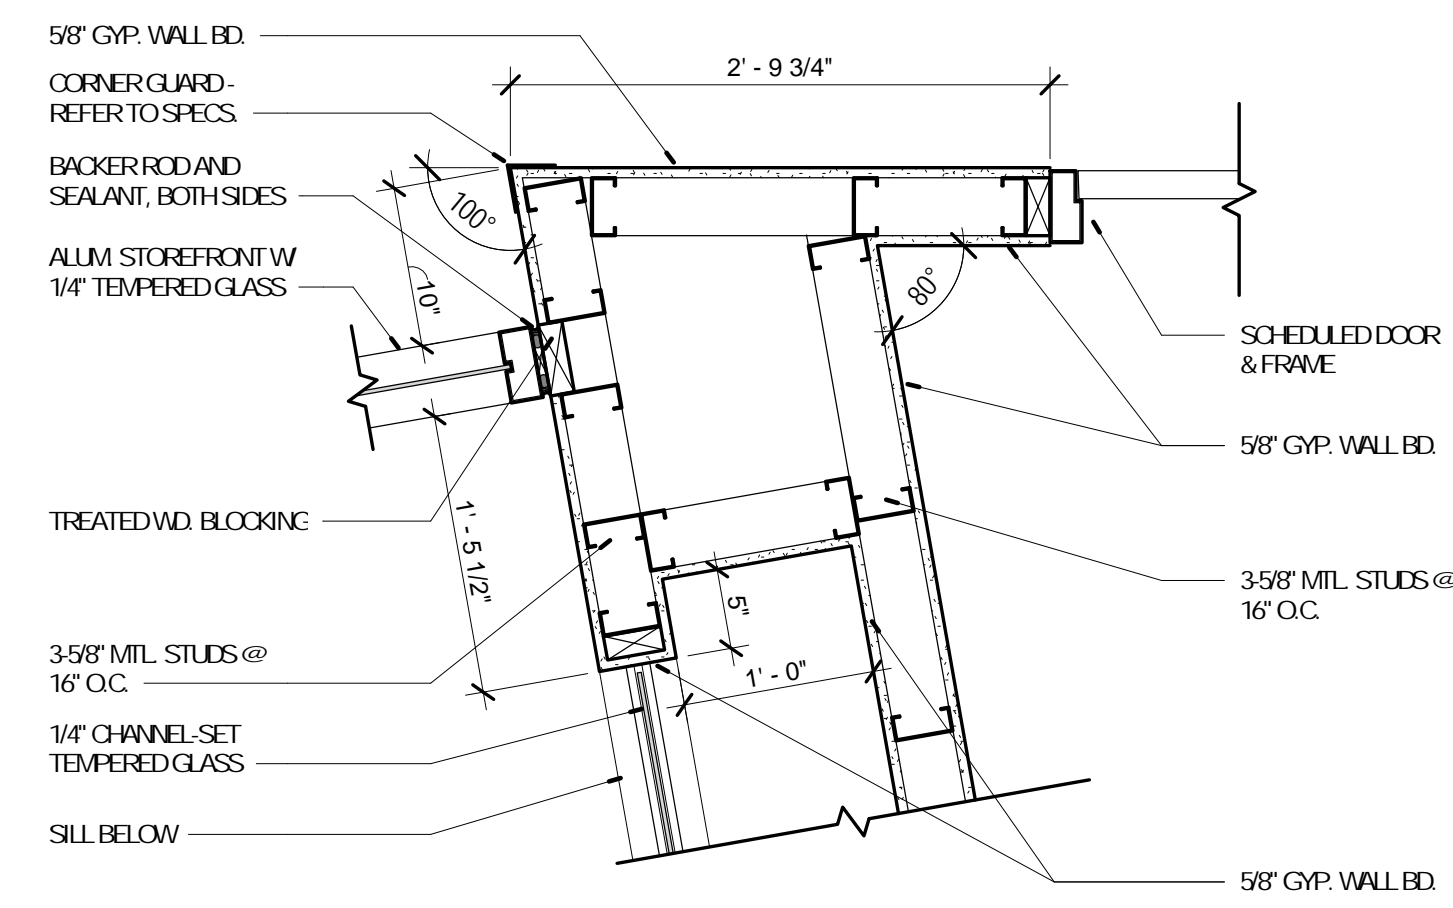 5/8" GYP. WALL BD.
CORNER GUARD -
REFER TO SPECS.
BACKER ROD AND
SEALANT, BOTH SIDES
ALUM. STOREFRONT W/
1/4" TEMPERED GLASS
TREATED WD. BLOCKING
3-5/8" MTL. STUDS @
16" O.C.
1/4" CHANNEL-SET
TEMPERED GLASS
SILL BELOW
2' - 9 3/4"
100°
10"
80°
1' - 5 1/2"
5"
1' - 0"
SCHEDULED DOOR
& FRAME
5/8" GYP. WALL BD.
3-5/8" MTL. STUDS @
16" O.C.
5/8" GYP. WALL BD.